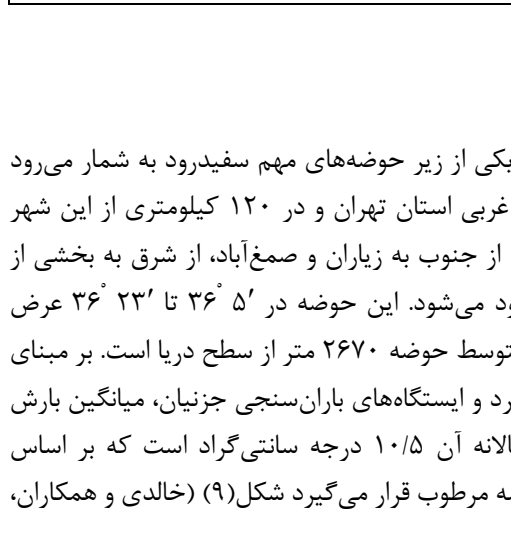 یکی از زیر حوضه‌های مهم سفیدرود به شمار می‌رود
غربی استان تهران و در ۱۲۰ کیلومتری از این شهر
از جنوب به زیاران و صمغ‌آباد، از شرق به بخشی از
می‌شود. این حوضه در ′۵ ˚۳۶ تا ′۲۳ ˚۳۶ عرض
توسط حوضه ۲۶۷۰ متر از سطح دریا است. بر مبنای
و ایستگاه‌های باران‌سنجی جزنیان، میانگین بارش
آن ۱۰/۵ درجه سانتی‌گراد است که بر اساس
مرطوب قرار می‌گیرد شکل(۹) (خالدی و همکاران،